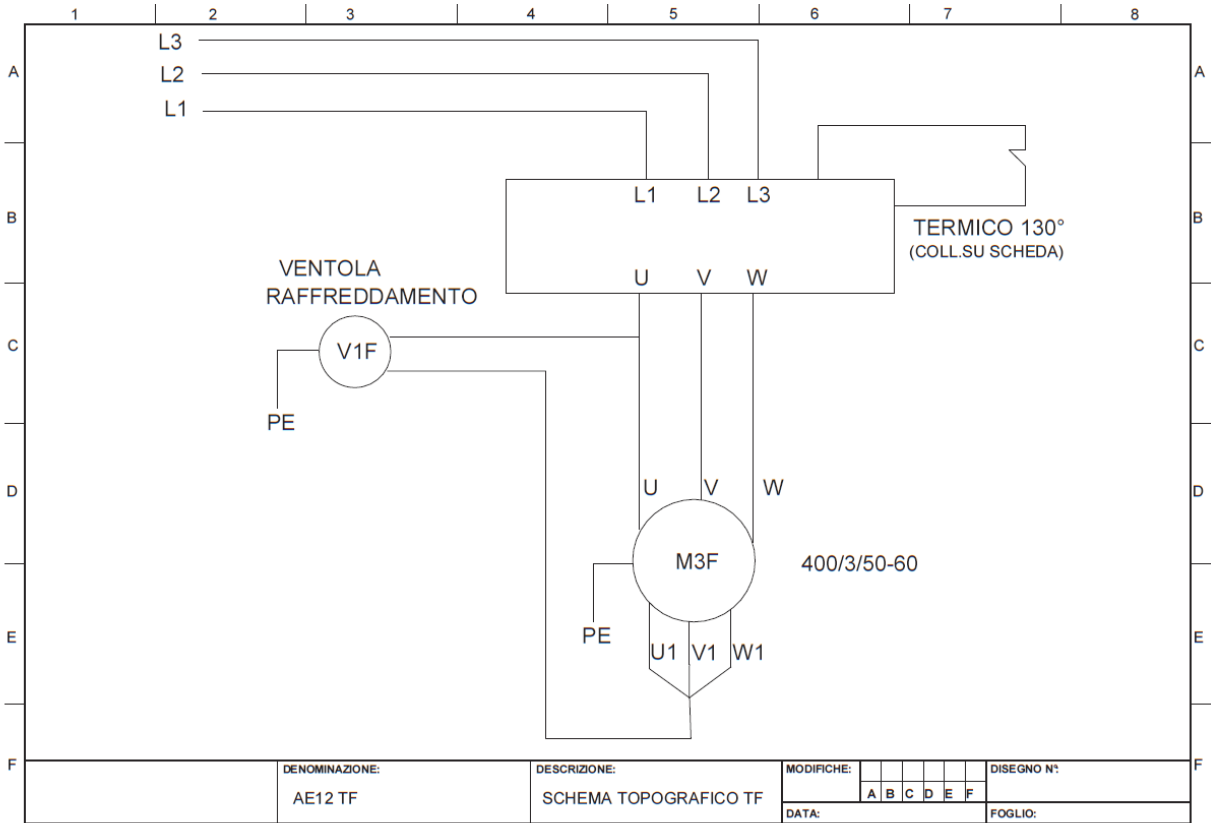 1 2 3 4 5 6 7 8
A A
L3
L2
L1
B B
L1 L2 L3
TERMICO 130°
(COLL.SU SCHEDA)
U V W
VENTOLA
RAFFREDDAMENTO
C C
V1F
PE
D D
U V W
M3F
400/3/50-60
E E
PE
U1 V1 W1
F F
DENOMINAZIONE:
AE12 TF
DESCRIZIONE:
SCHEMA TOPOGRAFICO TF
MODIFICHE:
A B C D E F
DATA:
DISEGNO N°:
FOGLIO: